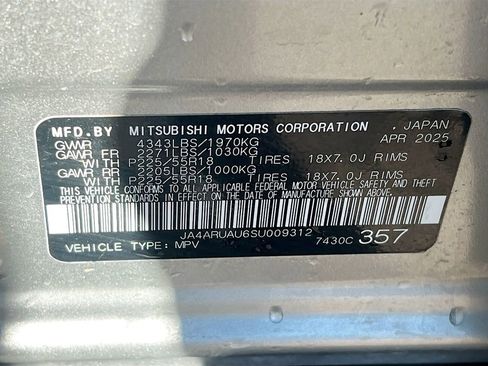 MFD.BY MITSUBISHI MOTORS CORPORATION . JAPAN
GVWR 4343LBS/1970KG APR 2025
GAWR FR 2271LBS/1030KG
WITH P225/55R18 TIRES 18X7.0J RIMS
GAWR RR 2205LBS/1000KG
WITH P225/55R18 TIRES 18X7.0J RIMS
THIS VEHICLE CONFORMS TO ALL APPLICABLE FEDERAL MOTOR VEHICLE SAFETY AND THEFT
PREVENTION STANDARDS IN EFFECT ON THE DATE OF MANUFACTURE SHOWN ABOVE.
JA4ARUAU6SU009312
VEHICLE TYPE: MPV 7430C 357